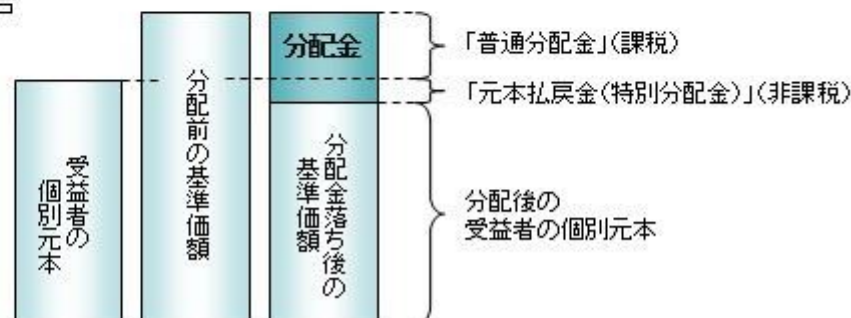 受益者の
個別元本
分配前の基準価額
分配金
分配金落ち後の
基準価額
「普通分配金」(課税)
「元本払戻金(特別分配金)」(非課税)
分配後の
受益者の個別元本